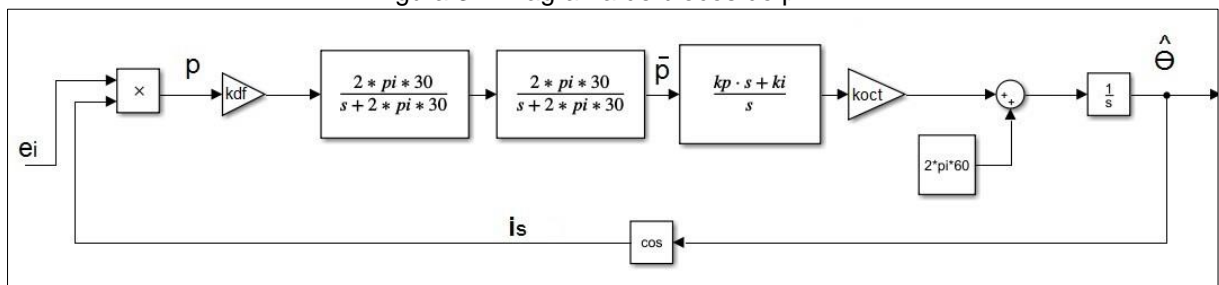 p
kdf
2 * pi * 30
s + 2 * pi * 30
2 * pi * 30
s + 2 * pi * 30
p̄
kp · s + ki
s
koct
+
+
2*pi*60
1
s
θ̂
×
ei
is
cos